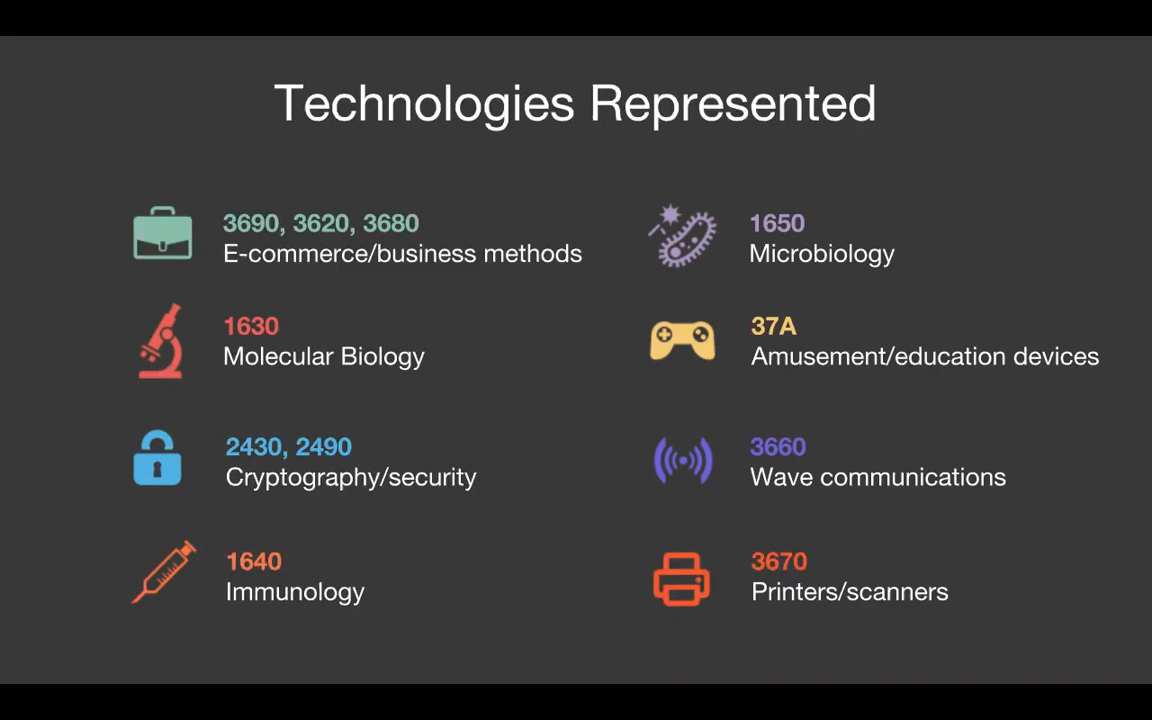 Technologies Represented
3690, 3620, 3680
E-commerce/business methods
1630
Molecular Biology
2430, 2490
Cryptography/security
1640
Immunology
1650
Microbiology
37A
Amusement/education devices
3660
Wave communications
3670
Printers/scanners